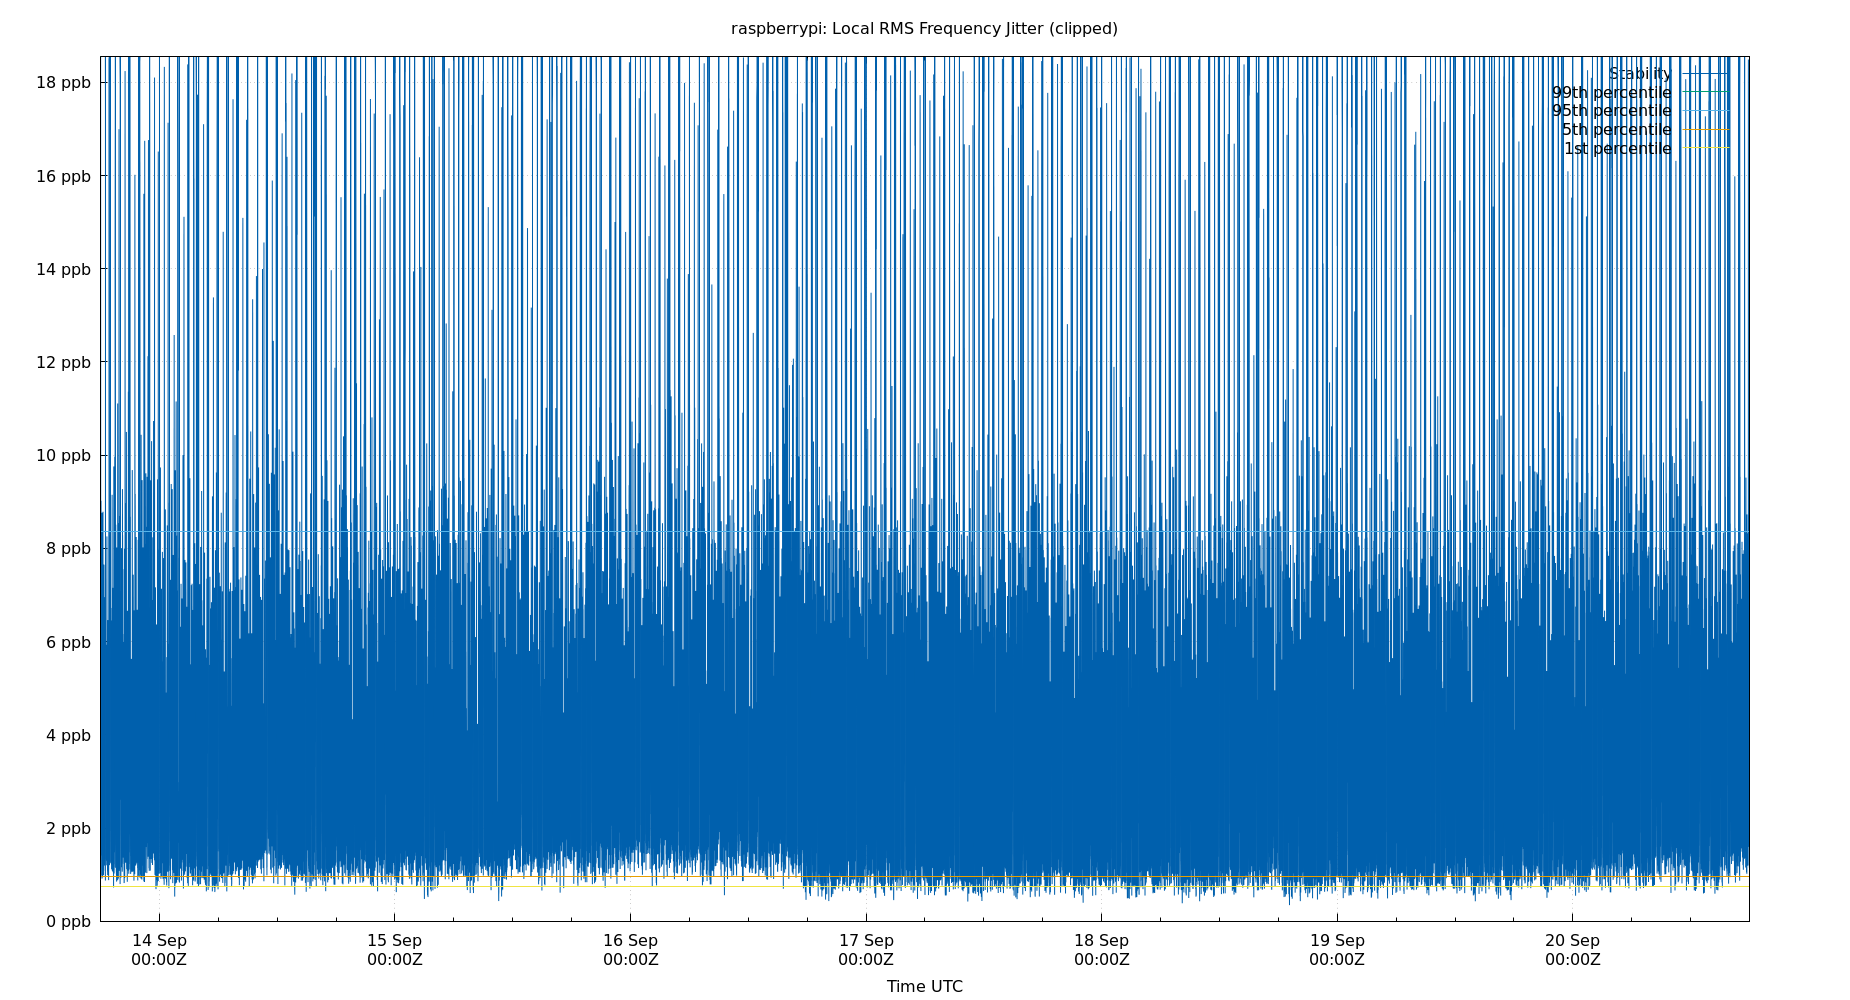 raspberrypi: Local RMS Frequency Jitter (clipped)
18 ppb
16 ppb
14 ppb
12 ppb
10 ppb
8 ppb
6 ppb
4 ppb
2 ppb
0 ppb
Stability
99th percentile
95th percentile
5th percentile
1st percentile
14 Sep 15 Sep 16 Sep 17 Sep 18 Sep 19 Sep 20 Sep
00:00Z 00:00Z 00:00Z 00:00Z 00:00Z 00:00Z 00:00Z
Time UTC